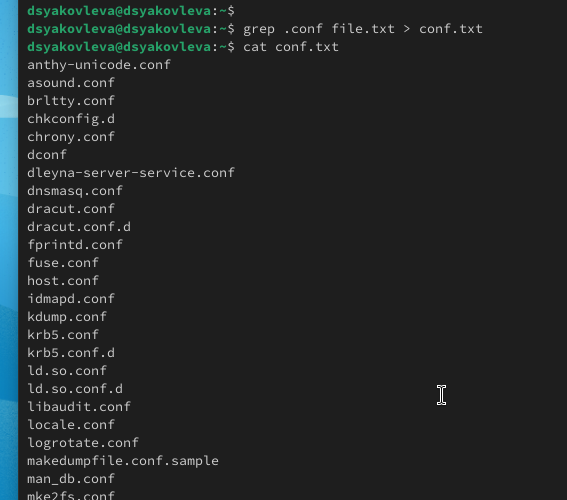 dsyakovleva@dsyakovleva:~$
dsyakovleva@dsyakovleva:~$ grep .conf file.txt > conf.txt
dsyakovleva@dsyakovleva:~$ cat conf.txt
anthy-unicode.conf
asound.conf
brltty.conf
chkconfig.d
chrony.conf
dconf
dleyna-server-service.conf
dnsmasq.conf
dracut.conf
dracut.conf.d
fprintd.conf
fuse.conf
host.conf
idmapd.conf
kdump.conf
krb5.conf
krb5.conf.d
ld.so.conf
ld.so.conf.d
libaudit.conf
locale.conf
logrotate.conf
makedumpfile.conf.sample
man_db.conf
mke2fs.conf